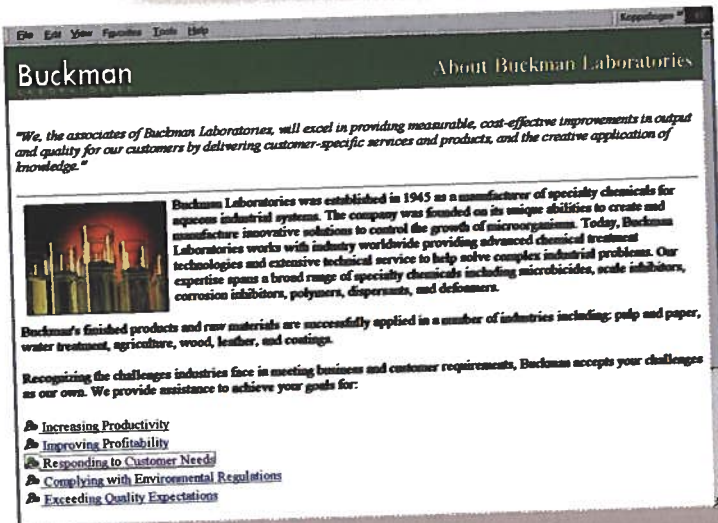 Koppelingen
File Edit View Favorites Tools Help
Buckman
LABORATORIES
About Buckman Laboratories
"We, the associates of Buckman Laboratories, will excel in providing measurable, cost-effective improvements in output
and quality for our customers by delivering customer-specific services and products, and the creative application of
knowledge."
Buckman Laboratories was established in 1945 as a manufacturer of specialty chemicals for
aqueous industrial systems. The company was founded on its unique abilities to create and
manufacture innovative solutions to control the growth of microorganisms. Today, Buckman
Laboratories works with industry worldwide providing advanced chemical treatment
technologies and extensive technical service to help solve complex industrial problems. Our
expertise spans a broad range of specialty chemicals including microbicides, scale inhibitors,
corrosion inhibitors, polymers, dispersants, and defoamers.
Buckman's finished products and raw materials are successfully applied in a number of industries including: pulp and paper,
water treatment, agriculture, wood, leather, and coatings.
Recognizing the challenges industries face in meeting business and customer requirements, Buckman accepts your challenges
as our own. We provide assistance to achieve your goals for:
Increasing Productivity
Improving Profitability
Responding to Customer Needs
Complying with Environmental Regulations
Exceeding Quality Expectations